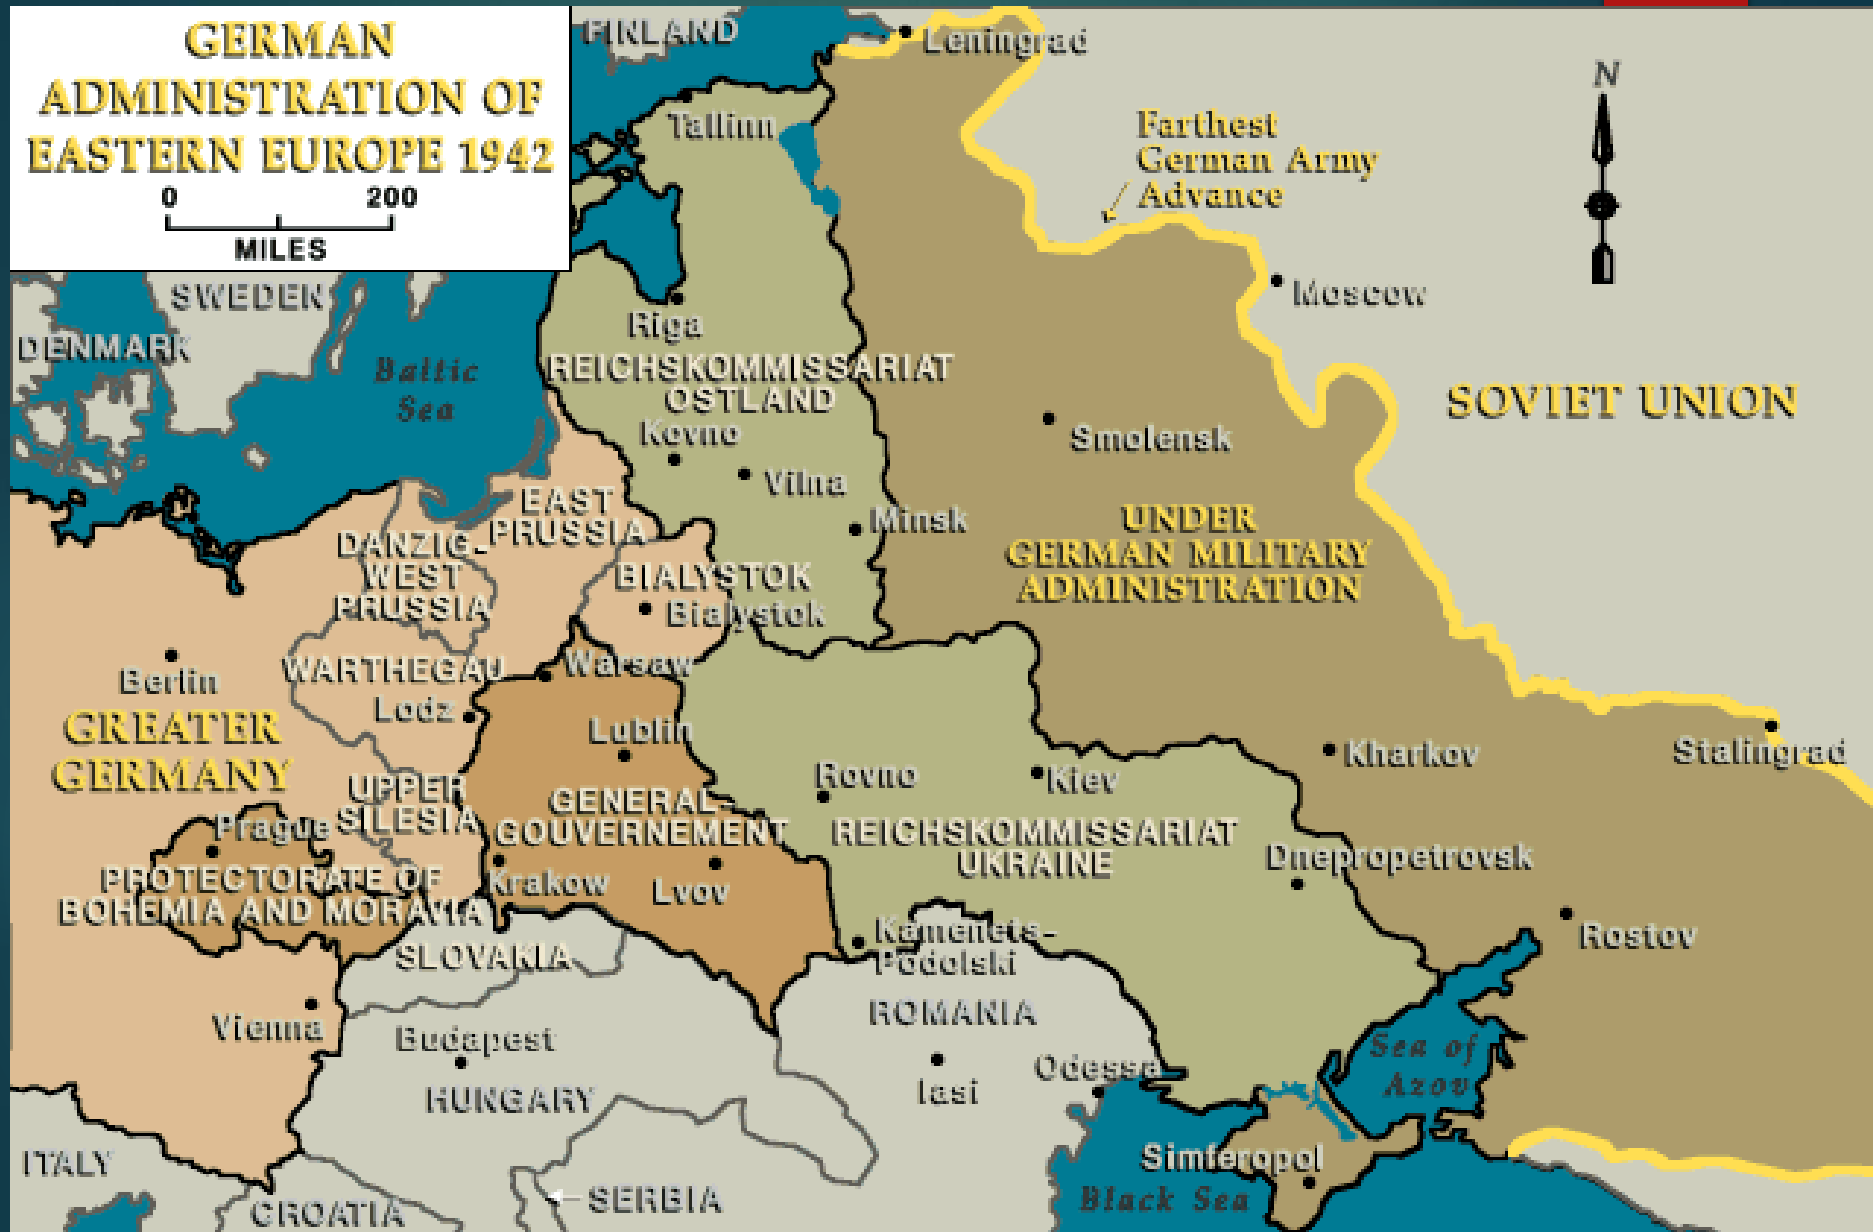 GERMAN
ADMINISTRATION OF
EASTERN EUROPE 1942
0 200
MILES
FINLAND
Leningrad
N
Tallinn
Farthest
German Army
Advance
SWEDEN
Moscow
DENMARK
Riga
Baltic
Sea
REICHSKOMMISSARIAT
OSTLAND
SOVIET UNION
Kovno
Smolensk
Vilna
EAST
PRUSSIA
Minsk
UNDER
GERMAN MILITARY
ADMINISTRATION
DANZIG-
WEST
PRUSSIA
BIALYSTOK
Bialystok
Berlin
WARTHEGAU
Warsaw
Lodz
GREATER
GERMANY
Lublin
Kharkov
Stalingrad
Rovno
Kiev
UPPER
SILESIA
GENERAL-
GOUVERNEMENT
Prague
REICHSKOMMISSARIAT
UKRAINE
Dnepropetrovsk
PROTECTORATE OF
BOHEMIA AND MORAVIA
Krakow
Lvov
Kamenets-
Podolski
Rostov
SLOVAKIA
ROMANIA
Vienna
Budapest
Iasi
Odessa
Sea of
Azov
HUNGARY
ITALY
Simferopol
CROATIA
SERBIA
Black Sea